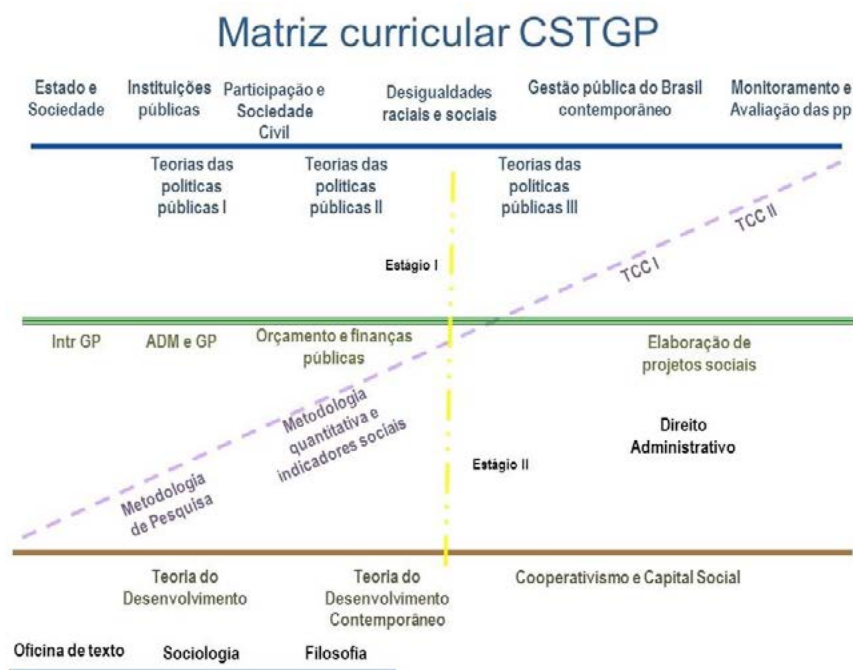 Matriz curricular CSTGP
Estado e
Sociedade
Instituições
públicas
Participação e
Sociedade
Civil
Desigualdades
raciais e sociais
Gestão pública do Brasil
contemporâneo
Monitoramento e
Avaliação das pp
Teorias das
políticas
públicas I
Teorias das
políticas
públicas II
Teorias das
políticas
públicas III
TCC II
TCC I
Estágio I
Intr GP
ADM e GP
Orçamento e finanças
públicas
Elaboração de
projetos sociais
Metodologia
quantitativa e
indicadores sociais
Direito
Administrativo
Metodologia
de Pesquisa
Estágio II
Teoria do
Desenvolvimento
Teoria do
Desenvolvimento
Contemporâneo
Cooperativismo e Capital Social
Oficina de texto
Sociologia
Filosofia